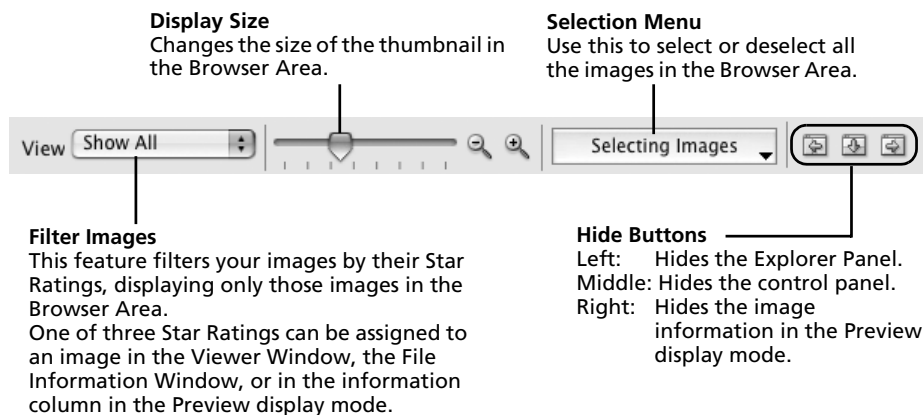 Display Size
Changes the size of the thumbnail in
the Browser Area.
Selection Menu
Use this to select or deselect all
the images in the Browser Area.
View
Show All
Selecting Images
Filter Images
This feature filters your images by their Star
Ratings, displaying only those images in the
Browser Area.
One of three Star Ratings can be assigned to
an image in the Viewer Window, the File
Information Window, or in the information
column in the Preview display mode.
Hide Buttons
Left: Hides the Explorer Panel.
Middle: Hides the control panel.
Right: Hides the image
information in the Preview
display mode.